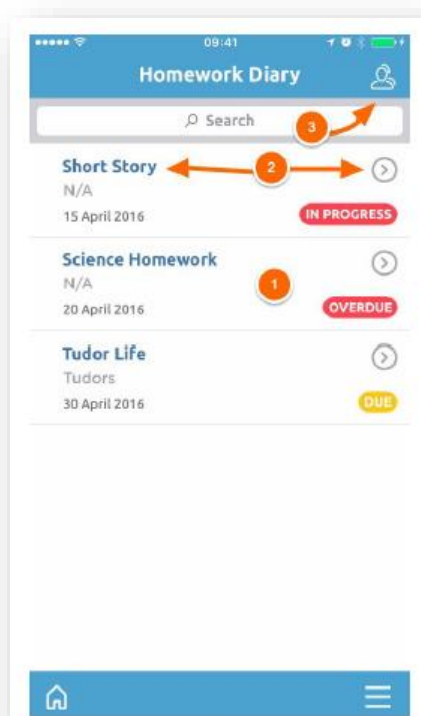 09:41
Homework Diary
Search
3
Short Story
2
N/A
15 April 2016
IN PROGRESS
Science Homework
N/A
1
20 April 2016
OVERDUE
Tudor Life
Tudors
30 April 2016
DUE